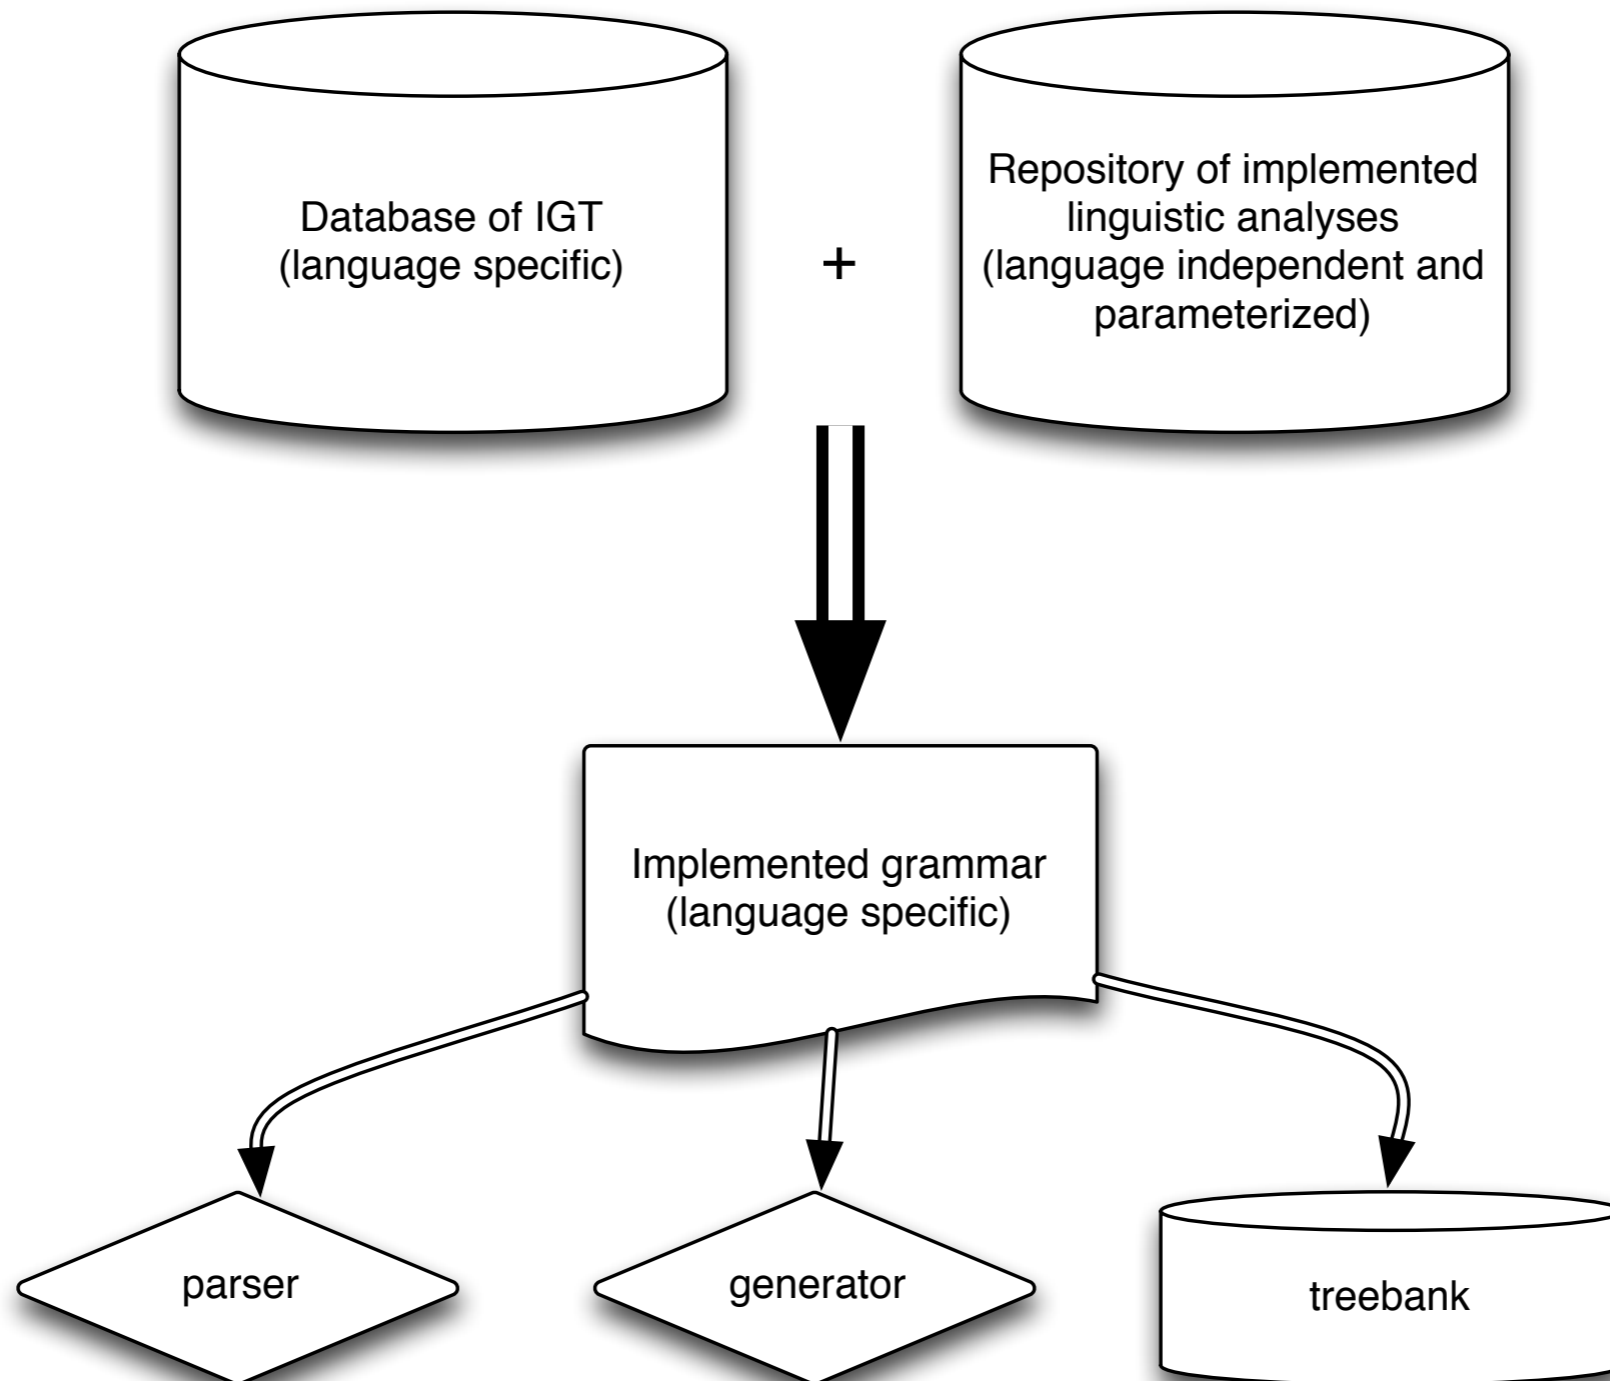 Database of IGT
(language specific)
+
Repository of implemented
linguistic analyses
(language independent and
parameterized)
Implemented grammar
(language specific)
parser
generator
treebank